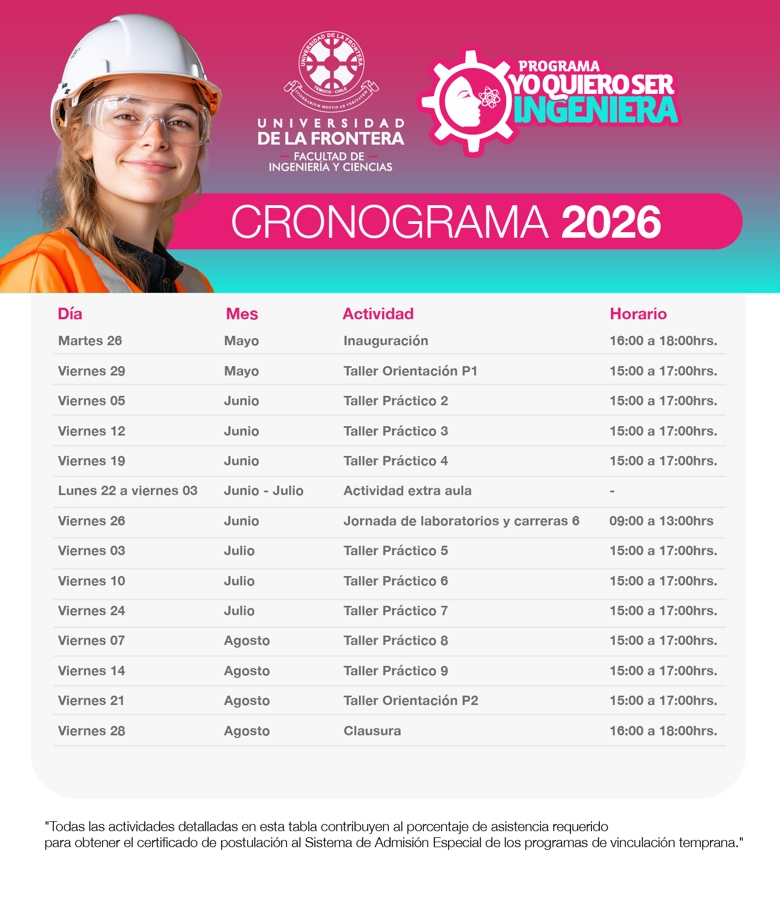 UNIVERSIDAD DE LA FRONTERA
TEMUCO - CHILE
UNIVERSIDAD
DE LA FRONTERA
FACULTAD DE
INGENIERÍA Y CIENCIAS
PROGRAMA
YO QUIERO SER
INGENIERA
CRONOGRAMA 2026
Día Mes Actividad Horario
Martes 26 Mayo Inauguración 16:00 a 18:00hrs.
Viernes 29 Mayo Taller Orientación P1 15:00 a 17:00hrs.
Viernes 05 Junio Taller Práctico 2 15:00 a 17:00hrs.
Viernes 12 Junio Taller Práctico 3 15:00 a 17:00hrs.
Viernes 19 Junio Taller Práctico 4 15:00 a 17:00hrs.
Lunes 22 a viernes 03 Junio - Julio Actividad extra aula -
Viernes 26 Junio Jornada de laboratorios y carreras 6 09:00 a 13:00hrs
Viernes 03 Julio Taller Práctico 5 15:00 a 17:00hrs.
Viernes 10 Julio Taller Práctico 6 15:00 a 17:00hrs.
Viernes 24 Julio Taller Práctico 7 15:00 a 17:00hrs.
Viernes 07 Agosto Taller Práctico 8 15:00 a 17:00hrs.
Viernes 14 Agosto Taller Práctico 9 15:00 a 17:00hrs.
Viernes 21 Agosto Taller Orientación P2 15:00 a 17:00hrs.
Viernes 28 Agosto Clausura 16:00 a 18:00hrs.
"Todas las actividades detalladas en esta tabla contribuyen al porcentaje de asistencia requerido
para obtener el certificado de postulación al Sistema de Admisión Especial de los programas de vinculación temprana."